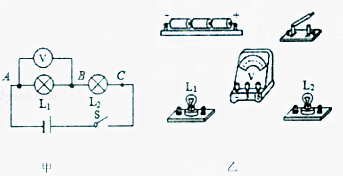 V
A B C
L₁ L₂ S
甲
- +
V
L₁ L₂
乙